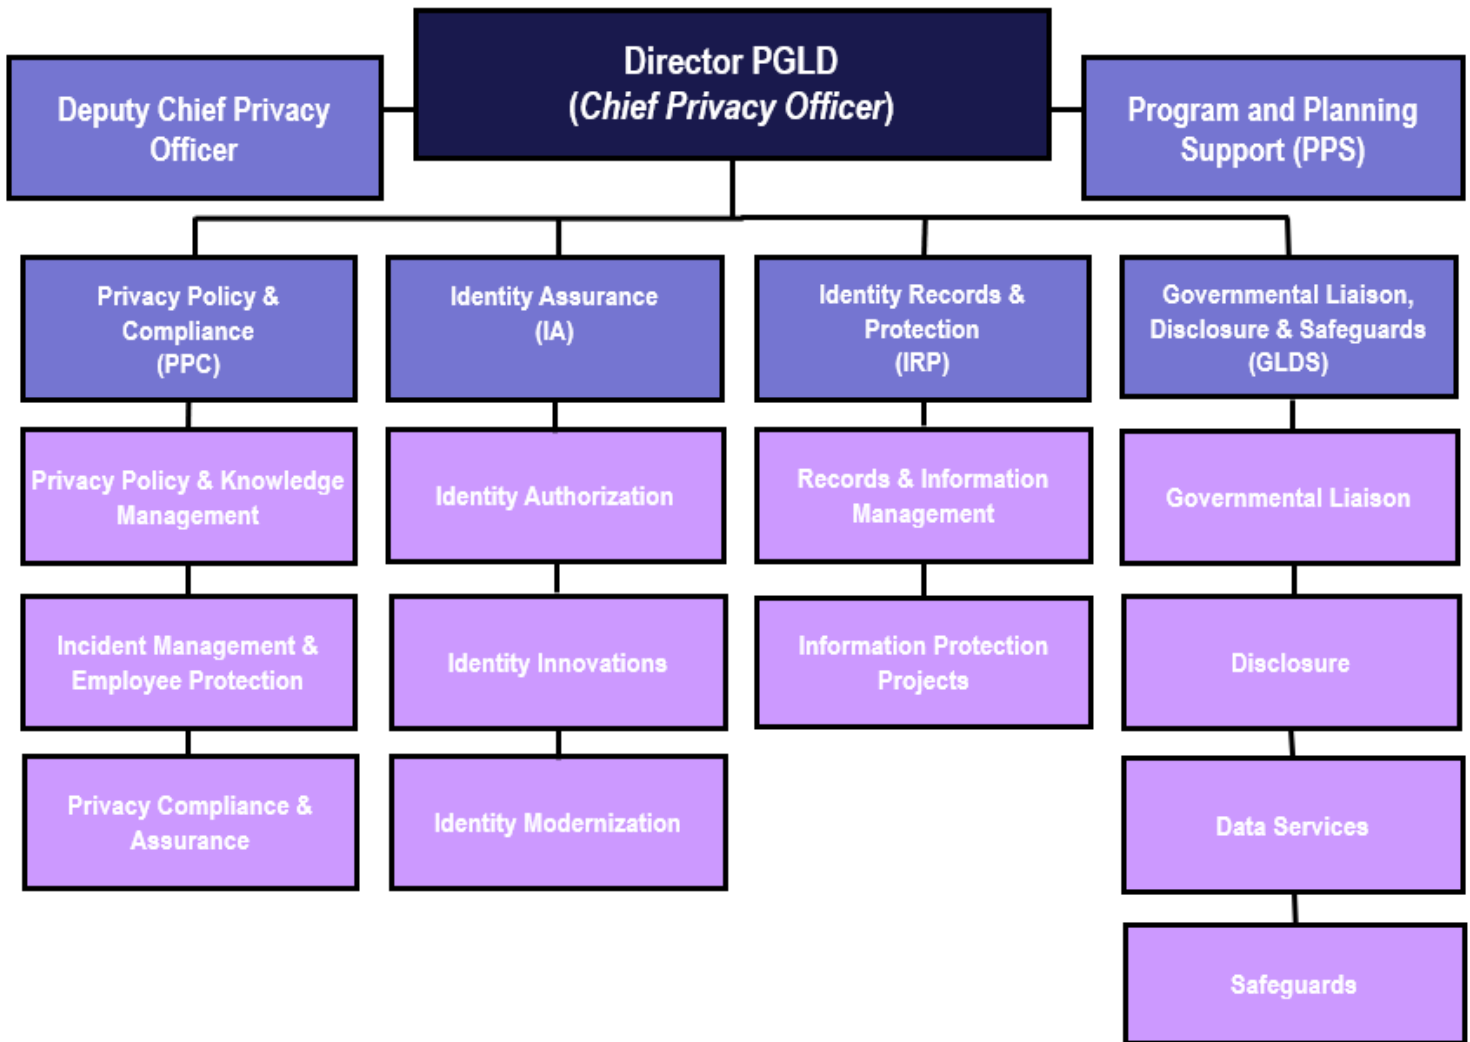 Director PGLD
(Chief Privacy Officer)
Deputy Chief Privacy
Officer
Program and Planning
Support (PPS)
Privacy Policy &
Compliance
(PPC)
Identity Assurance
(IA)
Identity Records &
Protection
(IRP)
Governmental Liaison,
Disclosure & Safeguards
(GLDS)
Privacy Policy & Knowledge
Management
Identity Authorization
Records & Information
Management
Governmental Liaison
Incident Management &
Employee Protection
Identity Innovations
Information Protection
Projects
Disclosure
Privacy Compliance &
Assurance
Identity Modernization
Data Services
Safeguards